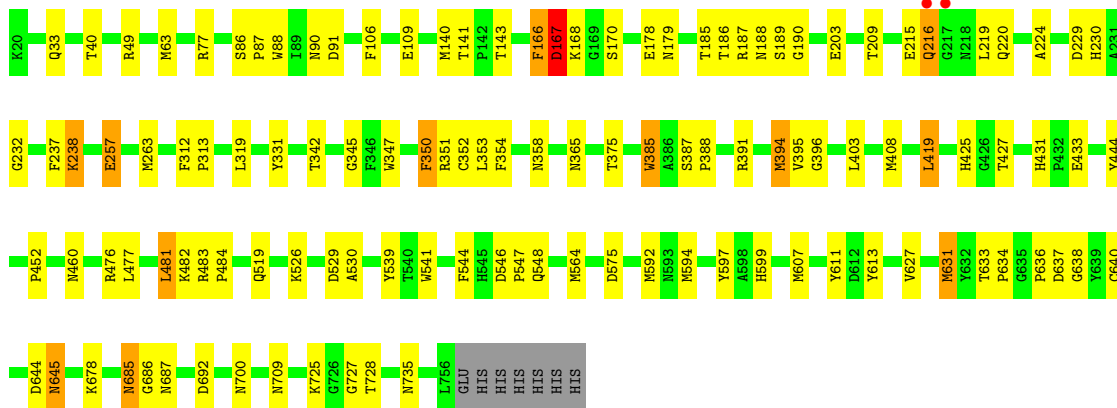 K20 Q33 T40 R49 M63 R77 S86 P87 W88 I89 N90 D91 F106 E109 M140 T141 P142 T143 F166 D167 K168 G169 S170 E178 N179 T185 T186 R187 N188 S189 G190 E203 T209 E215 Q216 G217 N218 L219 Q220 A224 D229 H230 A231
G232 F237 K238 E257 M263 F312 P313 L319 Y331 T342 G345 F346 W347 F350 R351 C352 L353 F354 N358 N365 T375 W385 A386 S387 P388 R391 M394 V395 G396 L403 M408 L419 H425 G426 T427 H431 P432 E433 Y444
P452 N460 R476 L477 L481 K482 R483 P484 Q519 K526 D529 A530 Y539 T540 W541 F544 H545 D546 P547 Q548 M564 D575 M592 N593 M594 Y597 A598 H599 M607 Y611 D612 Y613 V627 M631 Y632 T633 P634 G635 P636 D637 G638 Y639 C640
D644 N645 K678 N685 G686 N687 D692 N700 N709 K725 G726 G727 T728 N735 L756 GLU HIS HIS HIS HIS HIS HIS